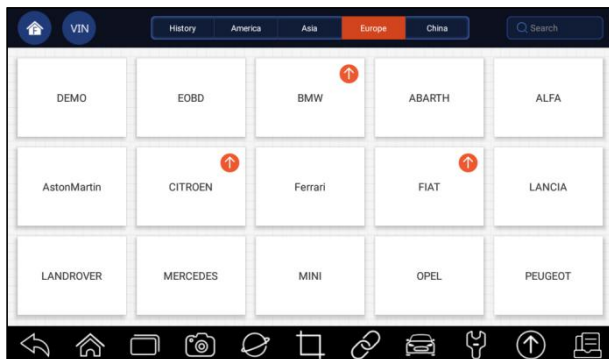 VIN History America Asia Europe China Search
DEMO EOBD BMW ABARTH ALFA
AstonMartin CITROEN Ferrari FIAT LANCIA
LANDROVER MERCEDES MINI OPEL PEUGEOT